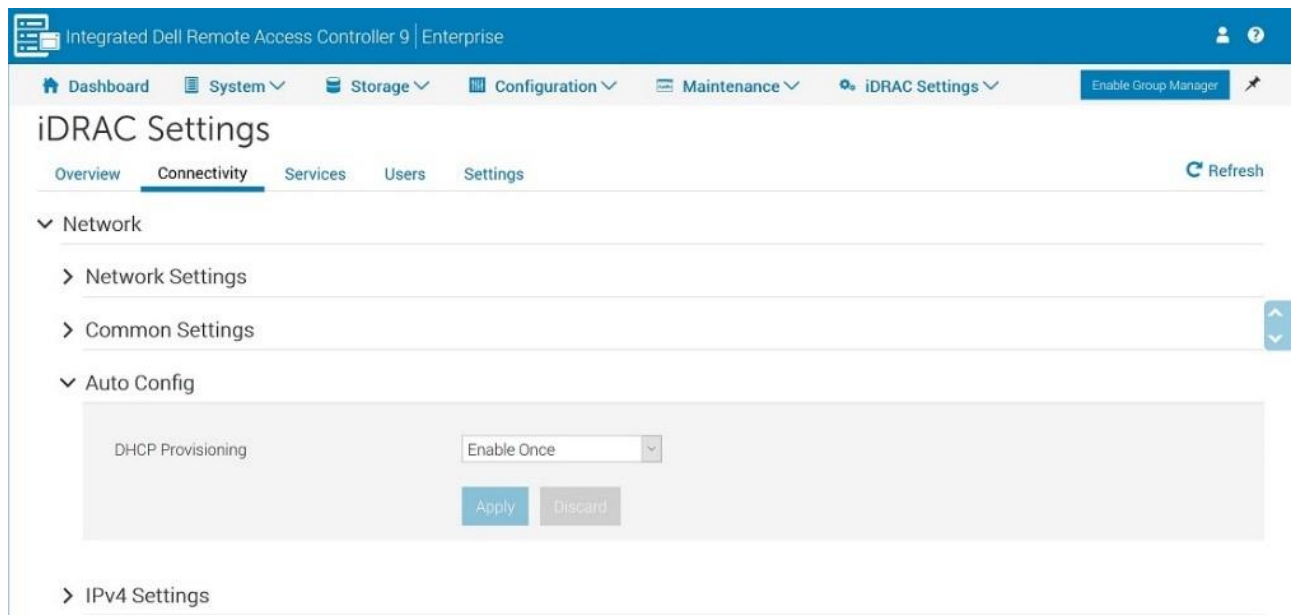 Integrated Dell Remote Access Controller 9 | Enterprise
Dashboard System Storage Configuration Maintenance iDRAC Settings Enable Group Manager
iDRAC Settings
Overview Connectivity Services Users Settings Refresh
Network
Network Settings
Common Settings
Auto Config
DHCP Provisioning Enable Once
Apply Discard
IPv4 Settings